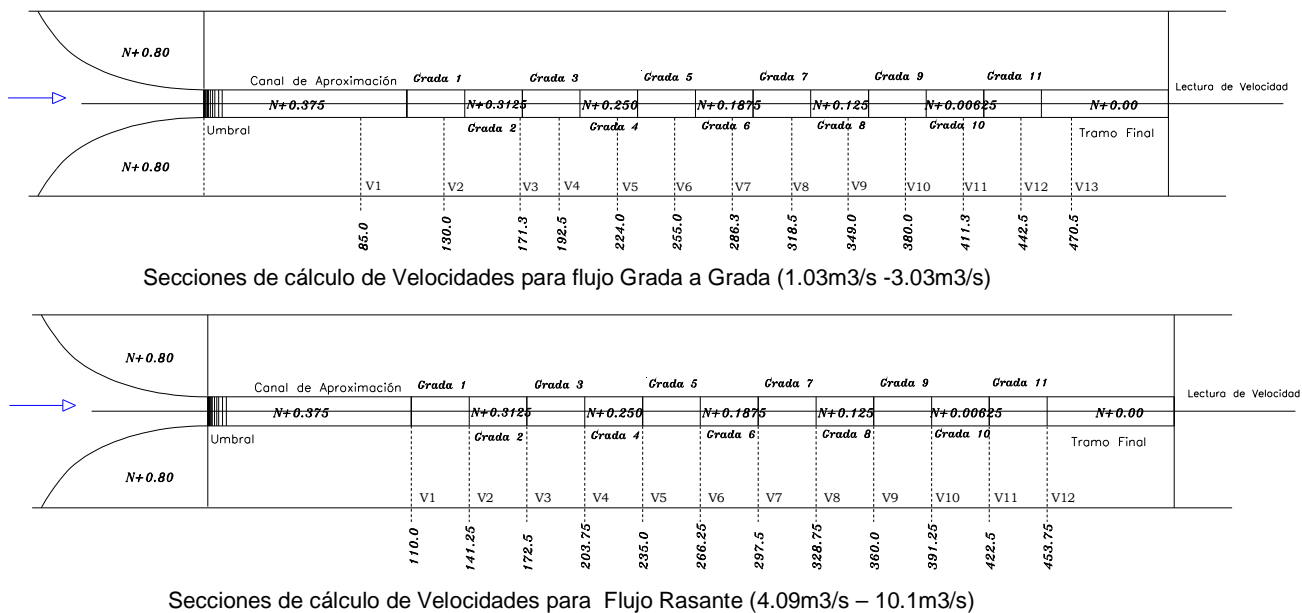 N+0.80
Canal de Aproximación
Grada 1
Grada 3
Grada 5
Grada 7
Grada 9
Grada 11
Lectura de Velocidad
N+0.375
N+0.3125
N+0.250
N+0.1875
N+0.125
N+0.00625
N+0.00
Umbral
Grada 2
Grada 4
Grada 6
Grada 8
Grada 10
Tramo Final
N+0.80
V1
V2
V3
V4
V5
V6
V7
V8
V9
V10
V11
V12
V13
85.0
130.0
171.3
192.5
224.0
255.0
286.3
318.5
349.0
380.0
411.3
442.5
470.5
Secciones de cálculo de Velocidades para flujo Grada a Grada (1.03m3/s -3.03m3/s)
N+0.80
Canal de Aproximación
Grada 1
Grada 3
Grada 5
Grada 7
Grada 9
Grada 11
Lectura de Velocidad
N+0.375
N+0.3125
N+0.250
N+0.1875
N+0.125
N+0.00625
N+0.00
Umbral
Grada 2
Grada 4
Grada 6
Grada 8
Grada 10
Tramo Final
N+0.80
V1
V2
V3
V4
V5
V6
V7
V8
V9
V10
V11
V12
110.0
141.25
172.5
203.75
235.0
266.25
297.5
328.75
360.0
391.25
422.5
453.75
Secciones de cálculo de Velocidades para Flujo Rasante (4.09m3/s – 10.1m3/s)